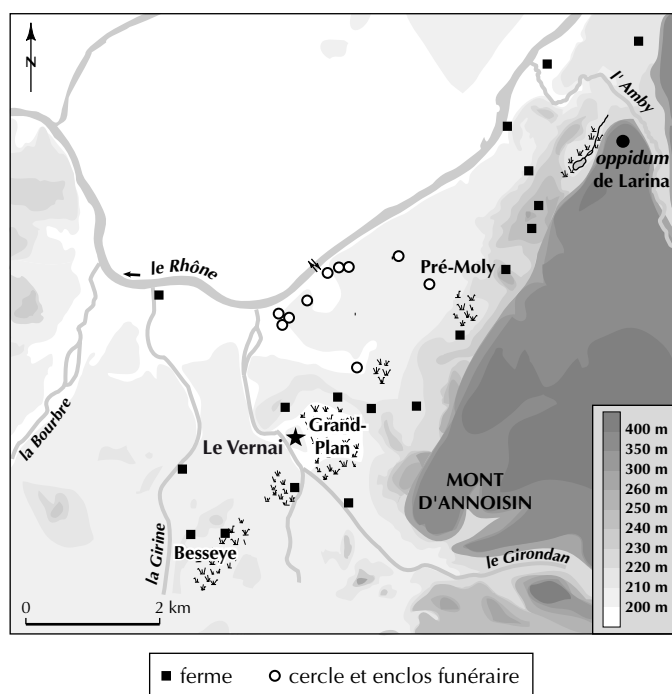 N
l'Amby
oppidum
de Larina
le Rhône
Pré-Moly
la Bourbre
Grand-
Le Vernai
Plan
MONT
D'ANNOISIN
la Girine
Besseye
le Girondan
0 2 km
400 m
350 m
300 m
260 m
250 m
240 m
230 m
220 m
210 m
200 m
ferme cercle et enclos funéraire